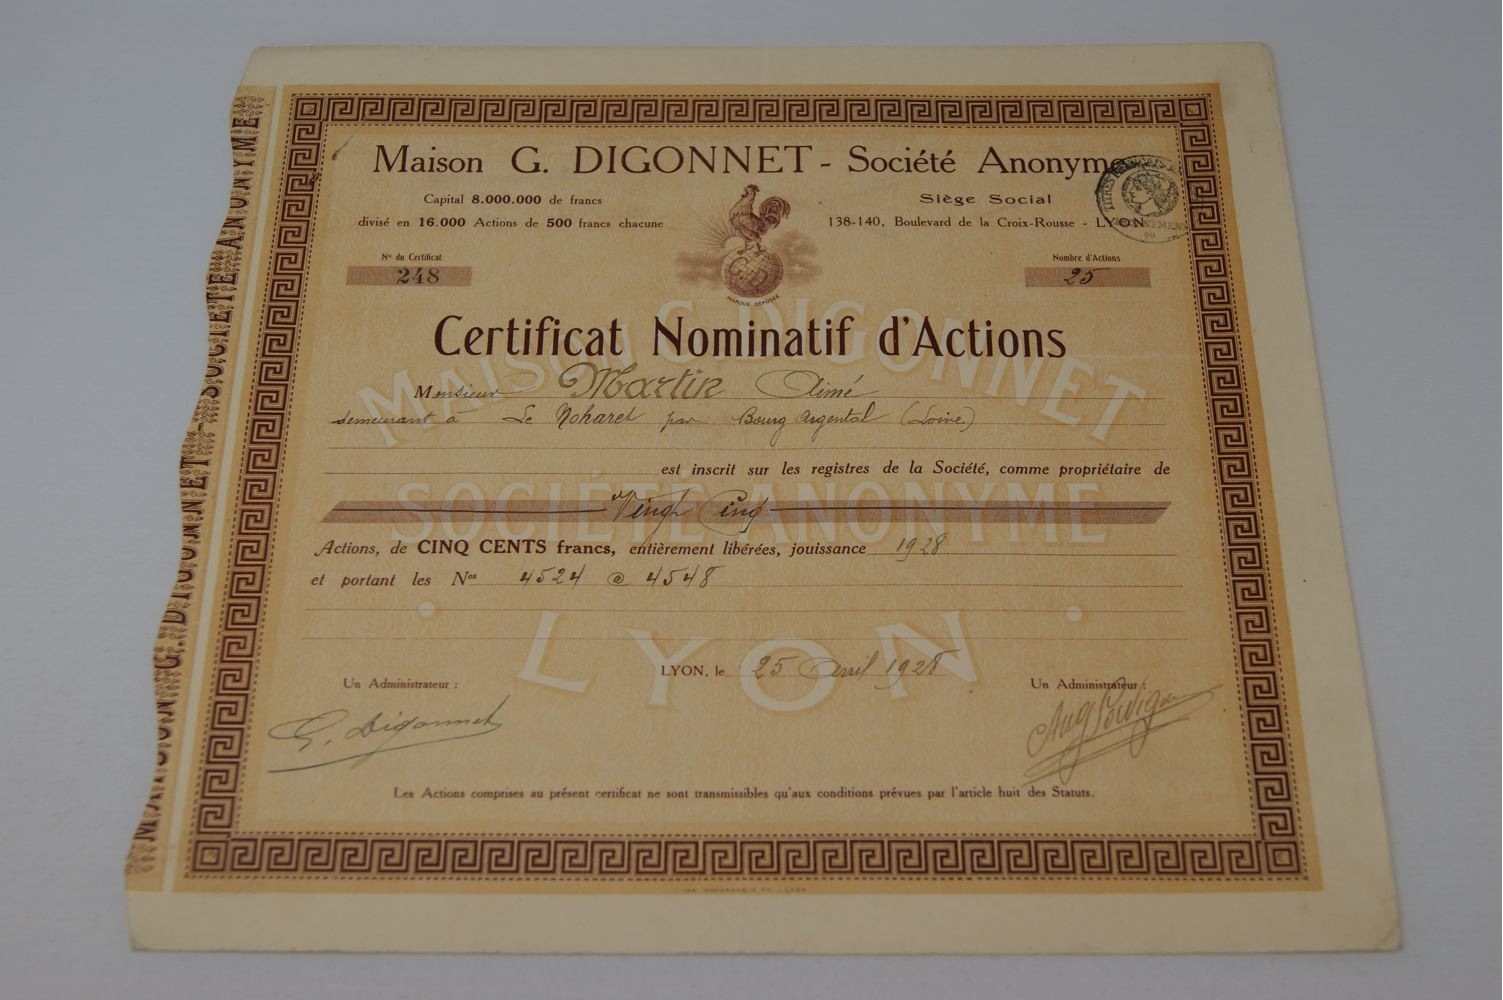 MAISON G. DIGONNET - SOCIÉTÉ ANONYME
Maison G. DIGONNET - Société Anonyme
Capital 8.000.000 de francs
divisé en 16.000 Actions de 500 francs chacune
Siège Social
138-140, Boulevard de la Croix-Rousse - LYON
Nº du Certificat
248
G D
MARQUE DÉPOSÉE
Nombre d'Actions
25
Certificat Nominatif d'Actions
MAISON G. DIGONNET
Monsieur Martin Aimé
demeurant à Le Noharet par Bourg Argental (Loire)
est inscrit sur les registres de la Société, comme propriétaire de
SOCIÉTÉ ANONYME
Vingt Cinq
Actions, de CINQ CENTS francs, entièrement libérées, jouissance 1928
et portant les Nos 4524 @ 4548
LYON
LYON, le 25 Avril 1928
Un Administrateur :
Un Administrateur :
G. Digonnet
Les Actions comprises au présent certificat ne sont transmissibles qu'aux conditions prévues par l'article huit des Statuts.